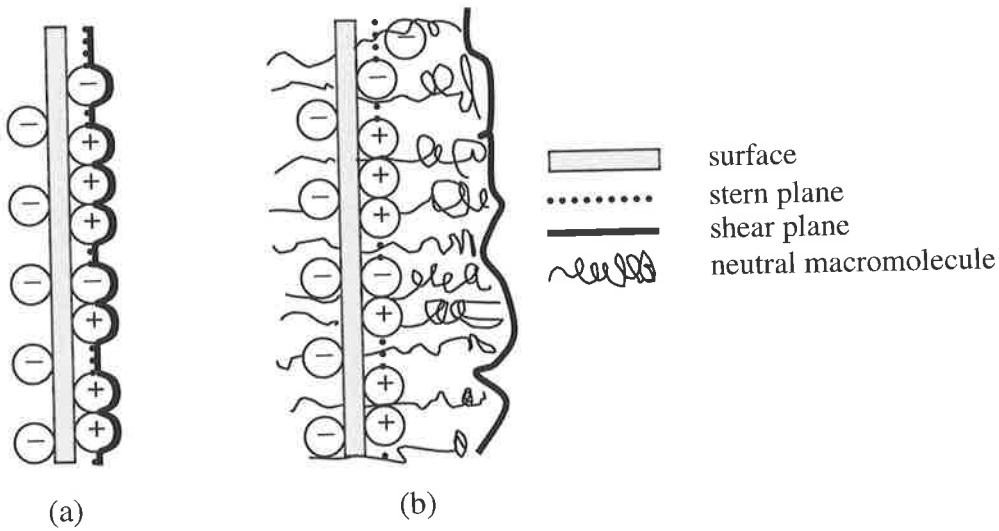 surface
stern plane
shear plane
neutral macromolecule
(a)
(b)